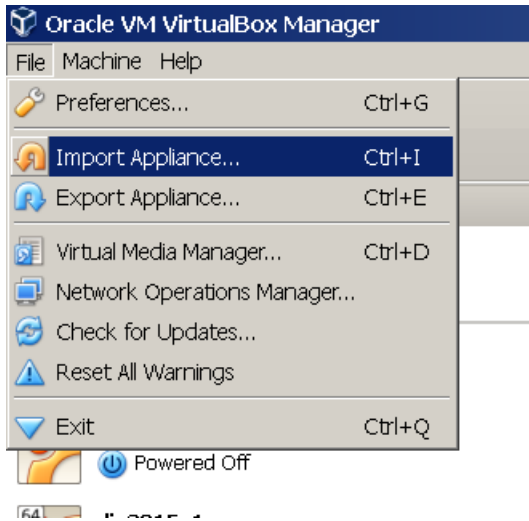 Oracle VM VirtualBox Manager
File Machine Help
Preferences... Ctrl+G
Import Appliance... Ctrl+I
Export Appliance... Ctrl+E
Virtual Media Manager... Ctrl+D
Network Operations Manager...
Check for Updates...
Reset All Warnings
Exit Ctrl+Q
Powered Off
64